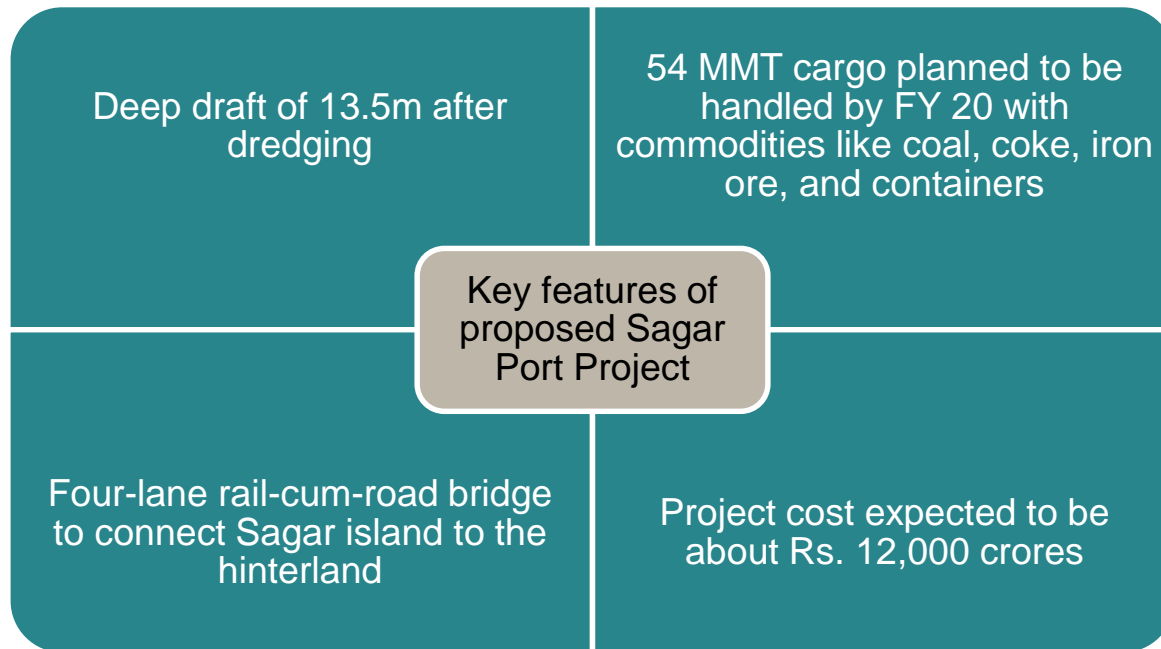 Deep draft of 13.5m after
dredging
54 MMT cargo planned to be
handled by FY 20 with
commodities like coal, coke, iron
ore, and containers
Key features of
proposed Sagar
Port Project
Four-lane rail-cum-road bridge
to connect Sagar island to the
hinterland
Project cost expected to be
about Rs. 12,000 crores